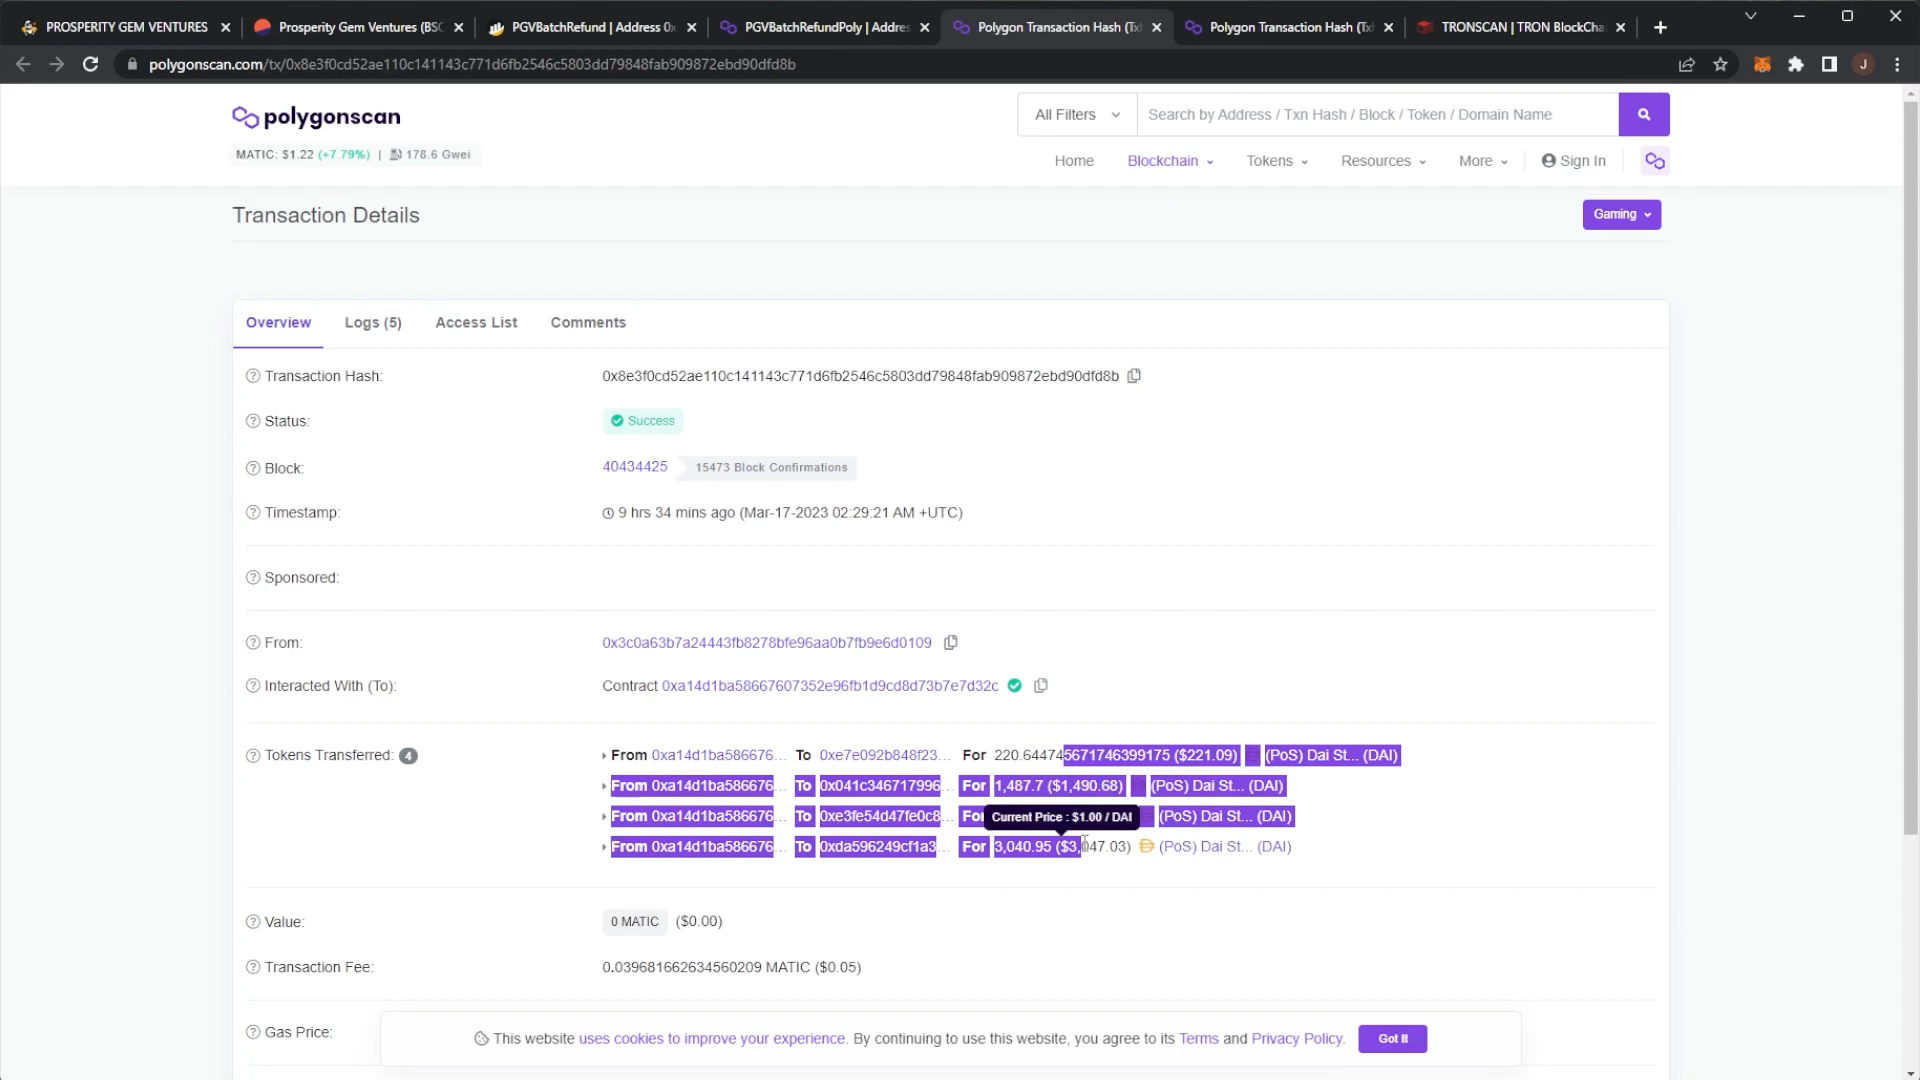 PROSPERITY GEM VENTURES
Prosperity Gem Ventures (BSC
PGVBatchRefund | Address 0x
PGVBatchRefundPoly | Addres
Polygon Transaction Hash (Txl
Polygon Transaction Hash (Tx
TRONSCAN | TRON BlockCha
polygonscan.com/tx/0x8e3f0cd52ae110c141143c771d6fb2546c5803dd79848fab909872ebd90dfd8b
J
polygonscan
All Filters
Search by Address / Txn Hash / Block / Token / Domain Name
MATIC: $1.22 (+7.79%) | 178.6 Gwei
Home Blockchain Tokens Resources More Sign In
Transaction Details
Gaming
Overview Logs (5) Access List Comments
Transaction Hash: 0x8e3f0cd52ae110c141143c771d6fb2546c5803dd79848fab909872ebd90dfd8b
Status: Success
Block: 40434425 15473 Block Confirmations
Timestamp: 9 hrs 34 mins ago (Mar-17-2023 02:29:21 AM +UTC)
Sponsored:
From: 0x3c0a63b7a24443fb8278bfe96aa0b7fb9e6d0109
Interacted With (To): Contract 0xa14d1ba58667607352e96fb1d9cd8d73b7e7d32c
Tokens Transferred: 4
From 0xa14d1ba586676... To 0xe7e092b848f23... For 220.644745671746399175 ($221.09) (PoS) Dai St... (DAI)
From 0xa14d1ba586676... To 0x041c346717996... For 1,487.7 ($1,490.68) (PoS) Dai St... (DAI)
From 0xa14d1ba586676... To 0xe3fe54d47fe0c8... For (PoS) Dai St... (DAI)
Current Price : $1.00 / DAI
From 0xa14d1ba586676... To 0xda596249cf1a3... For 3,040.95 ($3,047.03) (PoS) Dai St... (DAI)
Value: 0 MATIC ($0.00)
Transaction Fee: 0.039681662634560209 MATIC ($0.05)
Gas Price:
This website uses cookies to improve your experience. By continuing to use this website, you agree to its Terms and Privacy Policy.
Got It